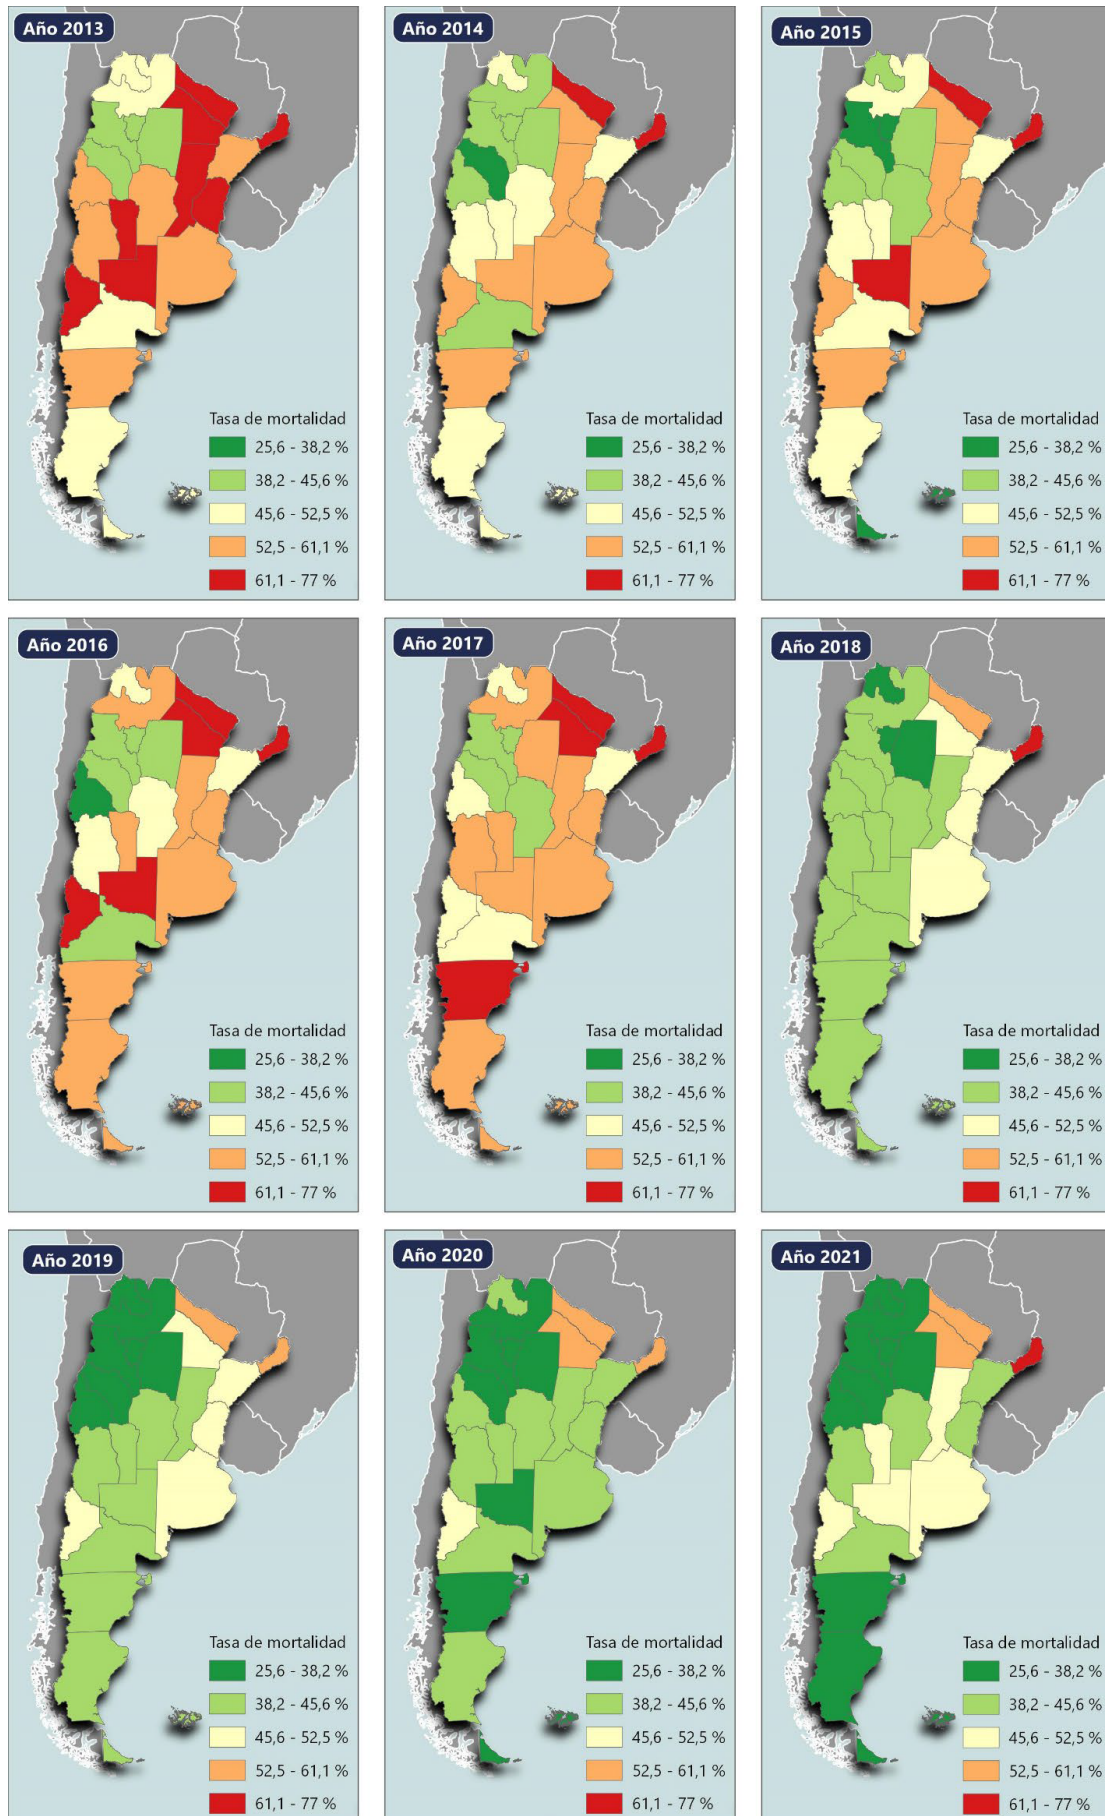 Año 2013
Tasa de mortalidad
25,6 - 38,2 %
38,2 - 45,6 %
45,6 - 52,5 %
52,5 - 61,1 %
61,1 - 77 %
Año 2014
Tasa de mortalidad
25,6 - 38,2 %
38,2 - 45,6 %
45,6 - 52,5 %
52,5 - 61,1 %
61,1 - 77 %
Año 2015
Tasa de mortalidad
25,6 - 38,2 %
38,2 - 45,6 %
45,6 - 52,5 %
52,5 - 61,1 %
61,1 - 77 %
Año 2016
Tasa de mortalidad
25,6 - 38,2 %
38,2 - 45,6 %
45,6 - 52,5 %
52,5 - 61,1 %
61,1 - 77 %
Año 2017
Tasa de mortalidad
25,6 - 38,2 %
38,2 - 45,6 %
45,6 - 52,5 %
52,5 - 61,1 %
61,1 - 77 %
Año 2018
Tasa de mortalidad
25,6 - 38,2 %
38,2 - 45,6 %
45,6 - 52,5 %
52,5 - 61,1 %
61,1 - 77 %
Año 2019
Tasa de mortalidad
25,6 - 38,2 %
38,2 - 45,6 %
45,6 - 52,5 %
52,5 - 61,1 %
61,1 - 77 %
Año 2020
Tasa de mortalidad
25,6 - 38,2 %
38,2 - 45,6 %
45,6 - 52,5 %
52,5 - 61,1 %
61,1 - 77 %
Año 2021
Tasa de mortalidad
25,6 - 38,2 %
38,2 - 45,6 %
45,6 - 52,5 %
52,5 - 61,1 %
61,1 - 77 %